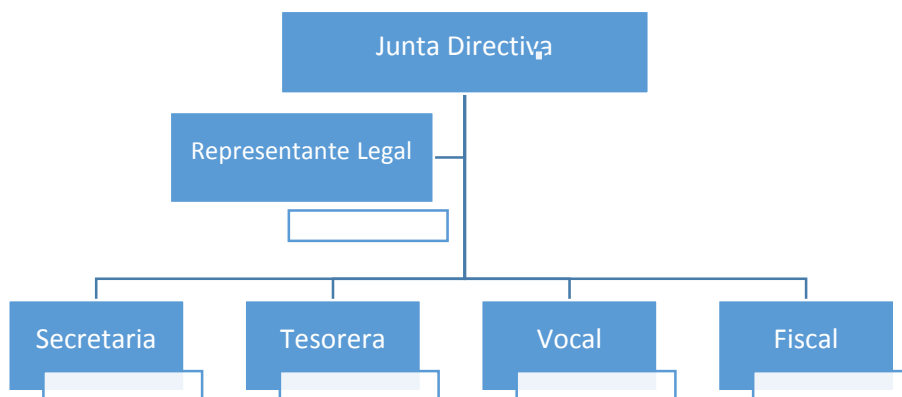 Junta Directiva
Representante Legal
Secretaria
Tesorera
Vocal
Fiscal